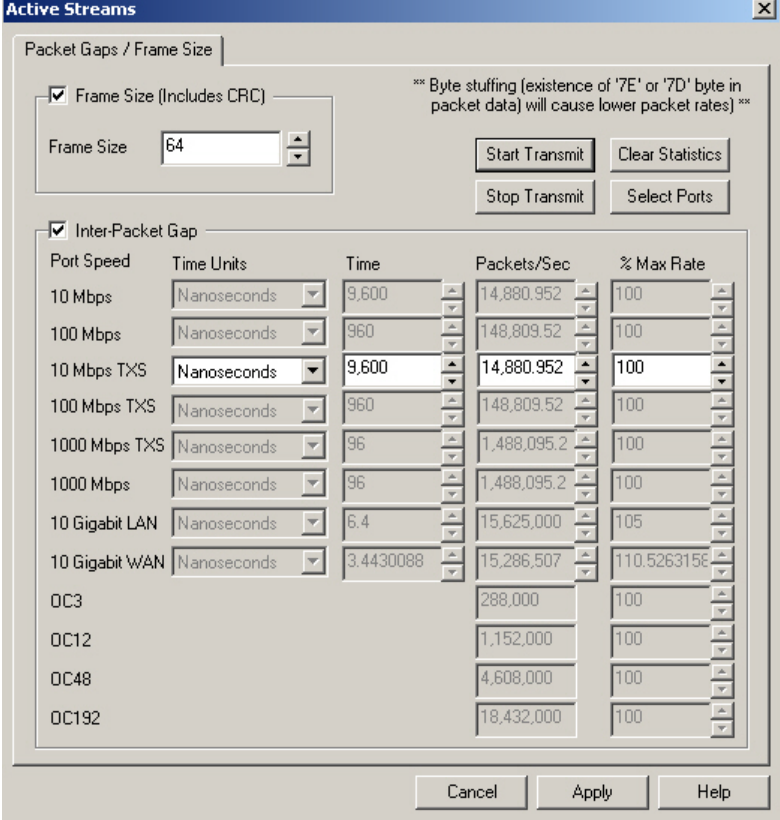 Active Streams
Packet Gaps / Frame Size
Frame Size (Includes CRC)
** Byte stuffing (existence of '7E' or '7D' byte in
packet data) will cause lower packet rates) **
Frame Size 64
Start Transmit Clear Statistics
Stop Transmit Select Ports
Inter-Packet Gap
Port Speed Time Units Time Packets/Sec % Max Rate
10 Mbps Nanoseconds 9,600 14,880.952 100
100 Mbps Nanoseconds 960 148,809.52 100
10 Mbps TXS Nanoseconds 9,600 14,880.952 100
100 Mbps TXS Nanoseconds 960 148,809.52 100
1000 Mbps TXS Nanoseconds 96 1,488,095.2 100
1000 Mbps Nanoseconds 96 1,488,095.2 100
10 Gigabit LAN Nanoseconds 6.4 15,625,000 105
10 Gigabit WAN Nanoseconds 3.4430088 15,286,507 110.5263158
OC3 288,000 100
OC12 1,152,000 100
OC48 4,608,000 100
OC192 18,432,000 100
Cancel Apply Help